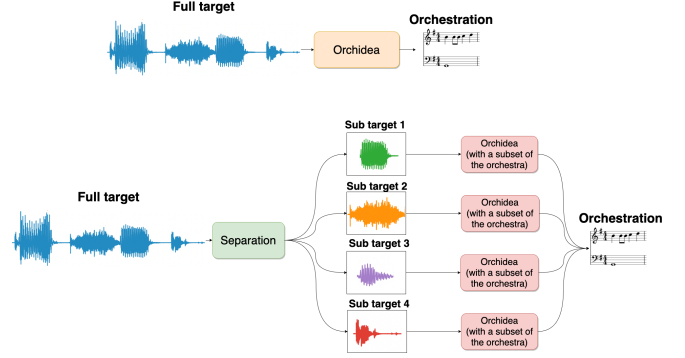 Full target
Orchidea
Orchestration
Full target
Separation
Sub target 1
Sub target 2
Sub target 3
Sub target 4
Orchidea
(with a subset of
the orchestra)
Orchidea
(with a subset of
the orchestra)
Orchidea
(with a subset of
the orchestra)
Orchidea
(with a subset of
the orchestra)
Orchestration